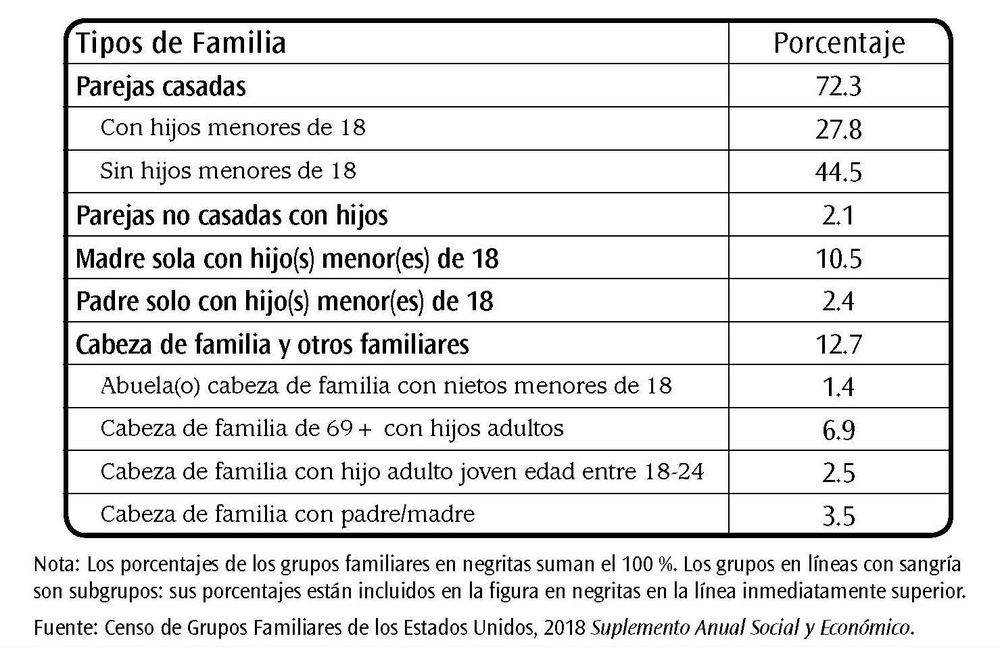 Tipos de Familia Porcentaje
Parejas casadas 72.3
Con hijos menores de 18 27.8
Sin hijos menores de 18 44.5
Parejas no casadas con hijos 2.1
Madre sola con hijo(s) menor(es) de 18 10.5
Padre solo con hijo(s) menor(es) de 18 2.4
Cabeza de familia y otros familiares 12.7
Abuela(o) cabeza de familia con nietos menores de 18 1.4
Cabeza de familia de 69 + con hijos adultos 6.9
Cabeza de familia con hijo adulto joven edad entre 18-24 2.5
Cabeza de familia con padre/madre 3.5
Nota: Los porcentajes de los grupos familiares en negritas suman el 100 %. Los grupos en líneas con sangría
son subgrupos: sus porcentajes están incluidos en la figura en negritas en la línea inmediatamente superior.
Fuente: Censo de Grupos Familiares de los Estados Unidos, 2018 Suplemento Anual Social y Económico.